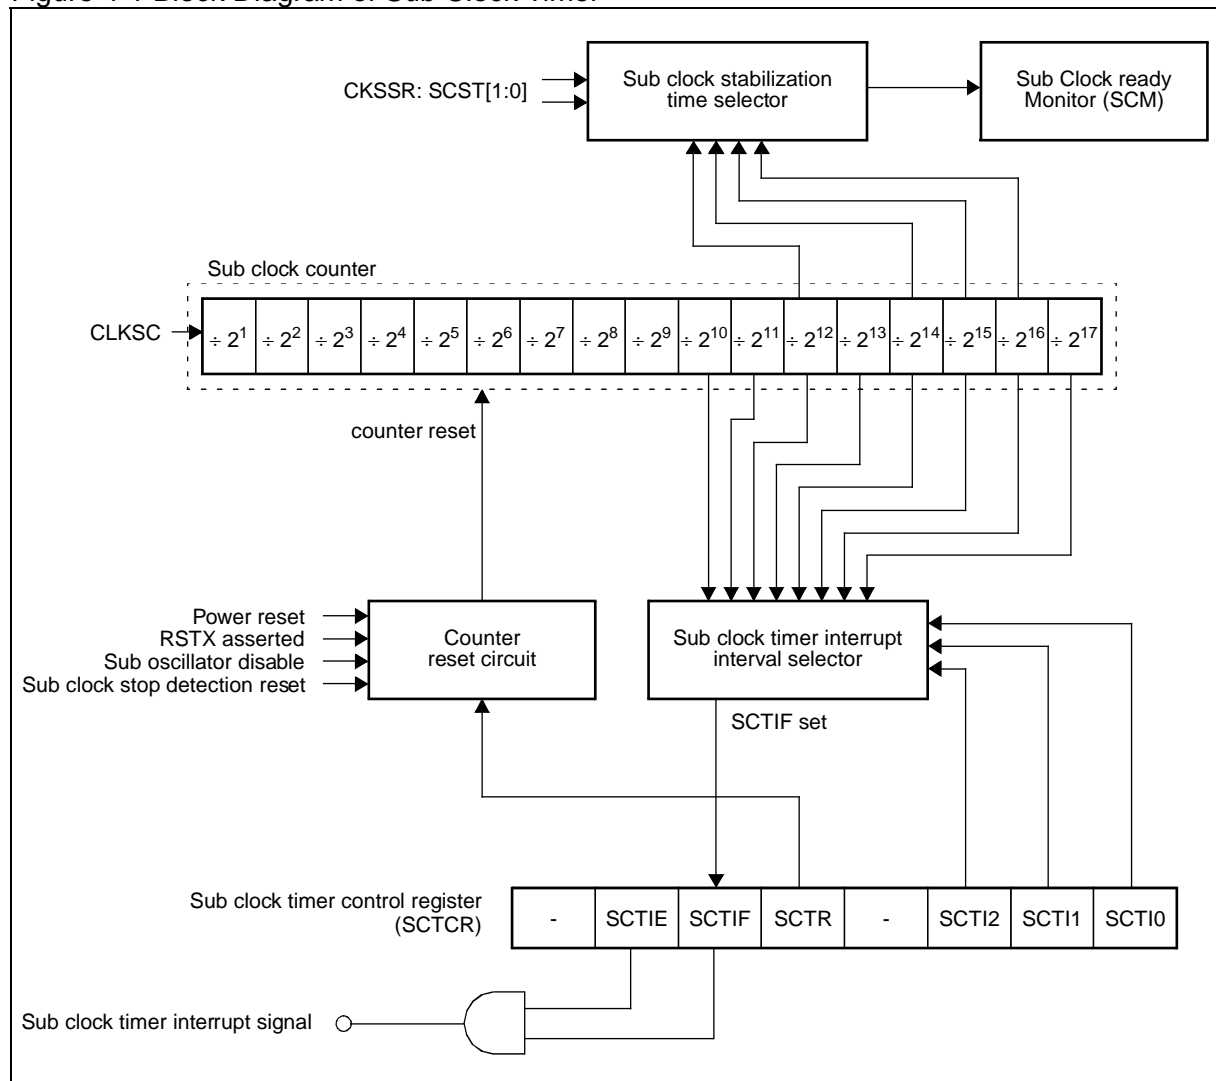 Figure 4-1 Block Diagram of Sub Clock Timer
CKSSR: SCST[1:0]
Sub clock stabilization
time selector
Sub Clock ready
Monitor (SCM)
Sub clock counter
CLKSC
÷ 2¹ ÷ 2² ÷ 2³ ÷ 2⁴ ÷ 2⁵ ÷ 2⁶ ÷ 2⁷ ÷ 2⁸ ÷ 2⁹ ÷ 2¹⁰ ÷ 2¹¹ ÷ 2¹² ÷ 2¹³ ÷ 2¹⁴ ÷ 2¹⁵ ÷ 2¹⁶ ÷ 2¹⁷
counter reset
Power reset
RSTX asserted
Sub oscillator disable
Sub clock stop detection reset
Counter
reset circuit
Sub clock timer interrupt
interval selector
SCTIF set
Sub clock timer control register
(SCTCR)
- SCTIE SCTIF SCTR - SCTI2 SCTI1 SCTI0
Sub clock timer interrupt signal